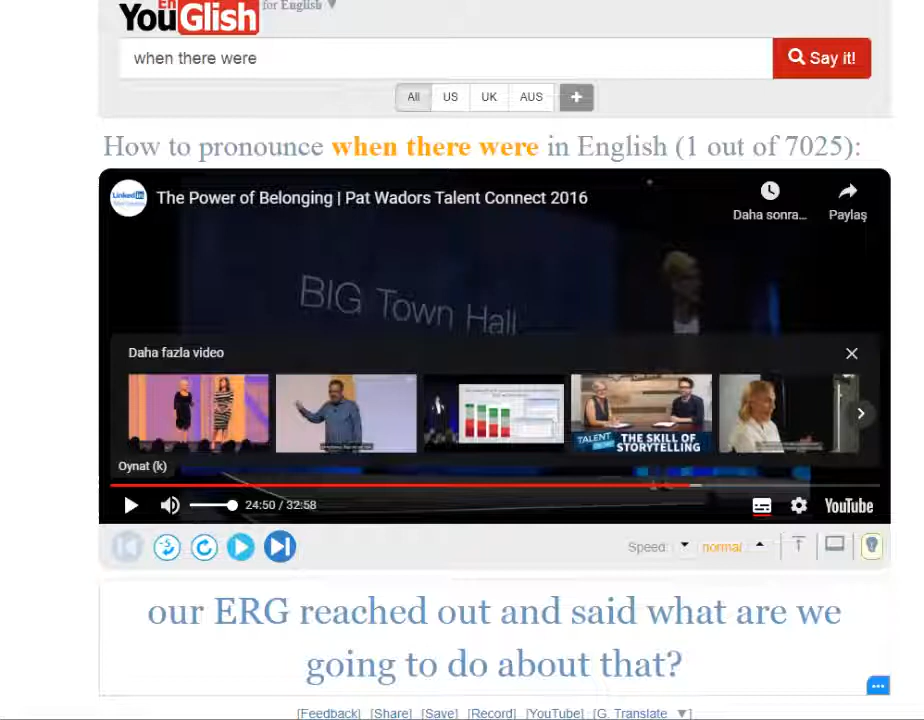 En
YouGlish for English ▼
when there were
Say it!
All US UK AUS +
How to pronounce when there were in English (1 out of 7025):
LinkedIn
The Power of Belonging | Pat Wadors Talent Connect 2016
Daha sonra... Paylaş
BIG Town Hall
Daha fazla video
TALENT THE SKILL OF
STORYTELLING
Oynat (k)
24:50 / 32:58 YouTube
5
Speed: normal
our ERG reached out and said what are we
going to do about that?
[Feedback] [Share] [Save] [Record] [YouTube] [G. Translate ▼]